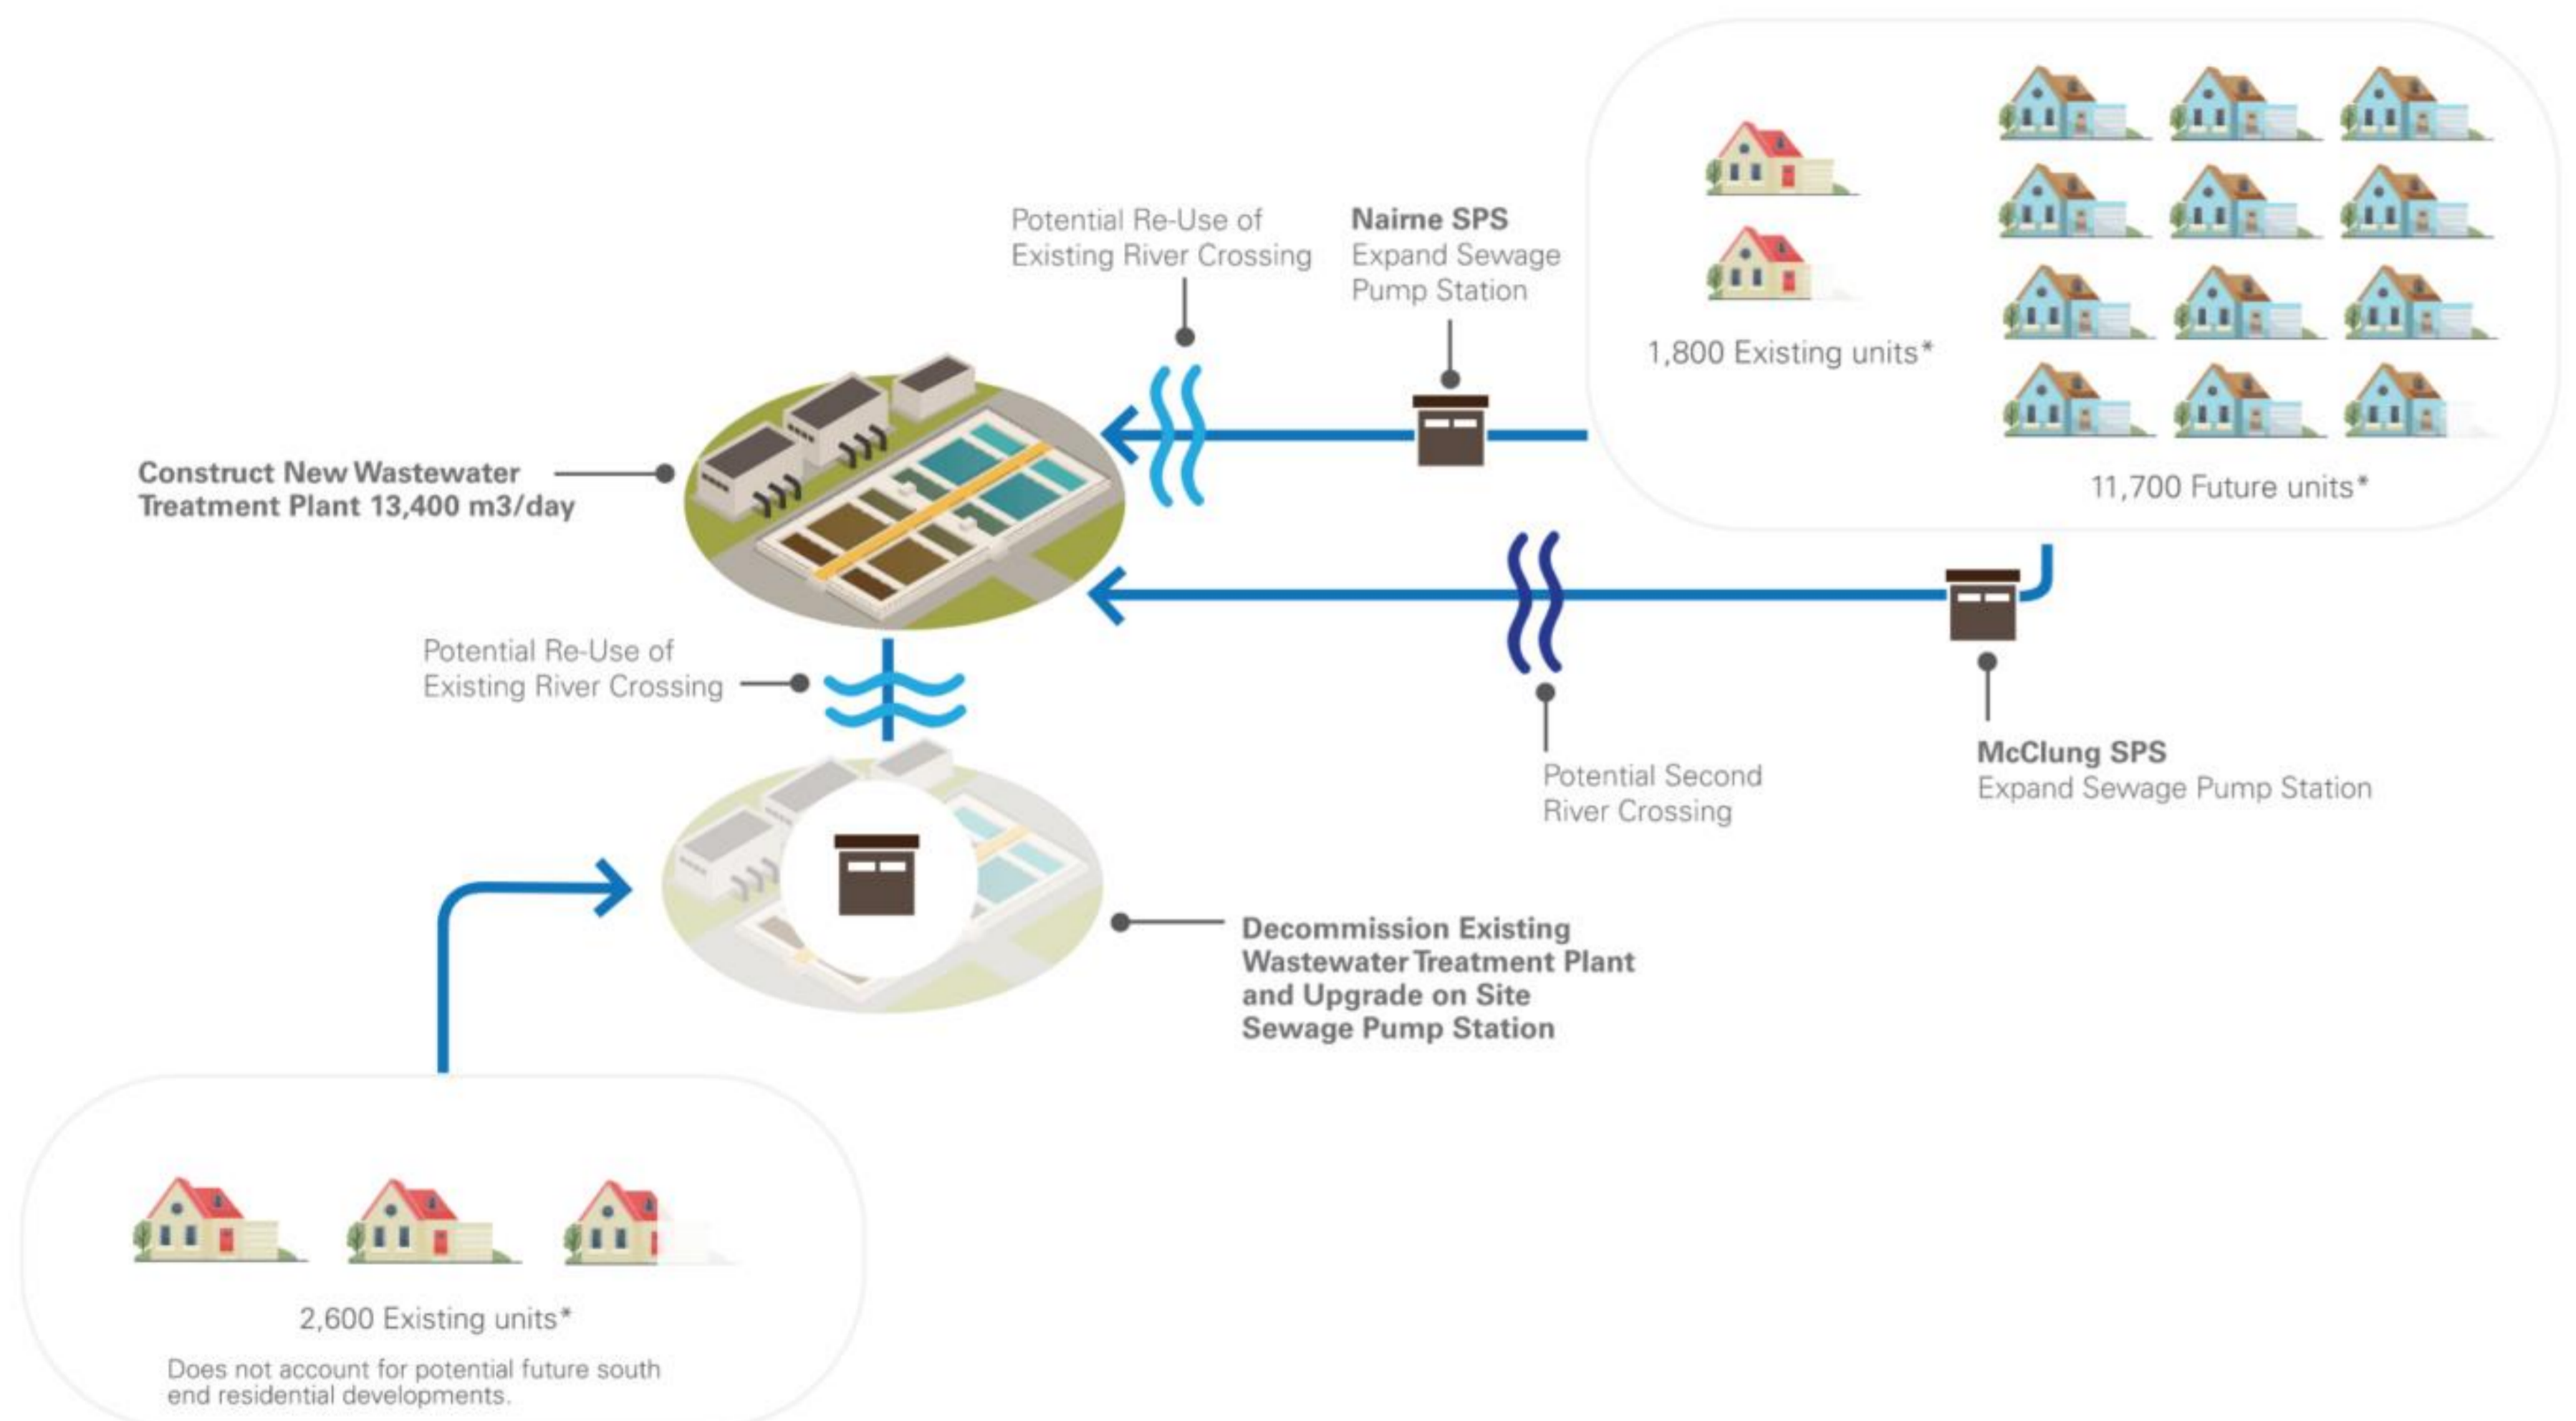 Potential Re-Use of
Existing River Crossing
Nairne SPS
Expand Sewage
Pump Station
1,800 Existing units*
11,700 Future units*
Construct New Wastewater
Treatment Plant 13,400 m3/day
Potential Re-Use of
Existing River Crossing
Potential Second
River Crossing
McClung SPS
Expand Sewage Pump Station
Decommission Existing
Wastewater Treatment Plant
and Upgrade on Site
Sewage Pump Station
2,600 Existing units*
Does not account for potential future south
end residential developments.